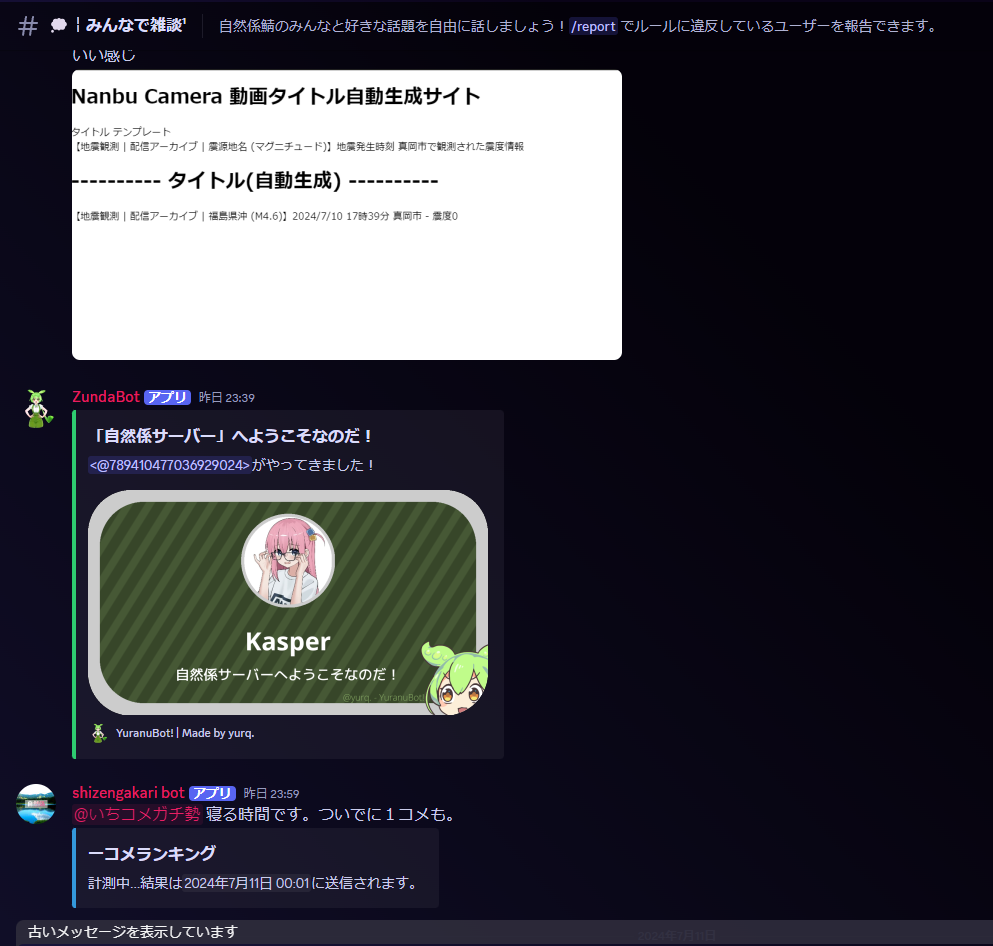 みんなで雑談¹ 自然係鯖のみんなと好きな話題を自由に話しましょう！/report でルールに違反しているユーザーを報告できます。
いい感じ
Nanbu Camera 動画タイトル自動生成サイト
タイトル テンプレート
【地震観測 | 配信アーカイブ | 震源地名 (マグニチュード)】地震発生時刻 真岡市で観測された震度情報
---------- タイトル(自動生成) ----------
【地震観測 | 配信アーカイブ | 福島県沖 (M4.6)】2024/7/10 17時39分 真岡市 - 震度0
ZundaBot アプリ 昨日 23:39
「自然係サーバー」へようこそなのだ！
<@789410477036929024>がやってきました！
Kasper
自然係サーバーへようこそなのだ！
@yurq. - YuranuBot!
YuranuBot! | Made by yurq.
shizengakari bot アプリ 昨日 23:59
@いちコメガチ勢 寝る時間です。ついでに１コメも。
一コメランキング
計測中...結果は2024年7月11日 00:01に送信されます。
2024年7月11日
古いメッセージを表示しています